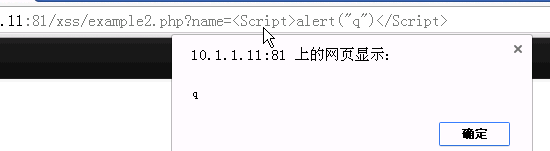 .11:81/xss/example2.php?name=<Script>alert("q")</Script>
10.1.1.11:81 上的网页显示：
q
确定